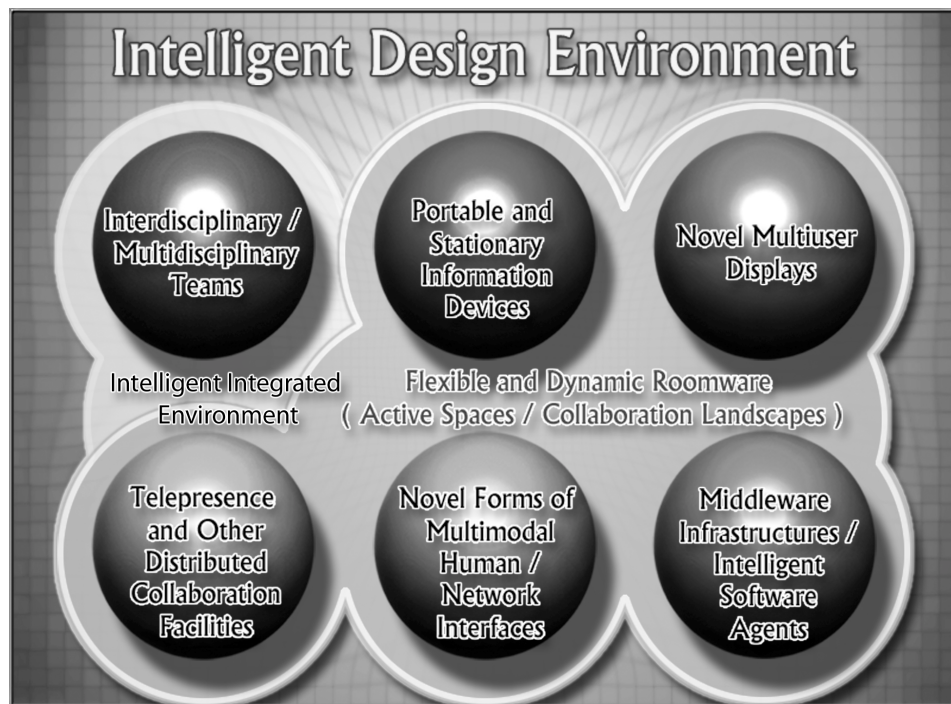 Intelligent Design Environment
Interdisciplinary /
Multidisciplinary
Teams
Portable and
Stationary
Information
Devices
Novel Multiuser
Displays
Intelligent Integrated
Environment
Flexible and Dynamic Roomware
( Active Spaces / Collaboration Landscapes )
Telepresence
and Other
Distributed
Collaboration
Facilities
Novel Forms of
Multimodal
Human /
Network
Interfaces
Middleware
Infrastructures /
Intelligent
Software
Agents